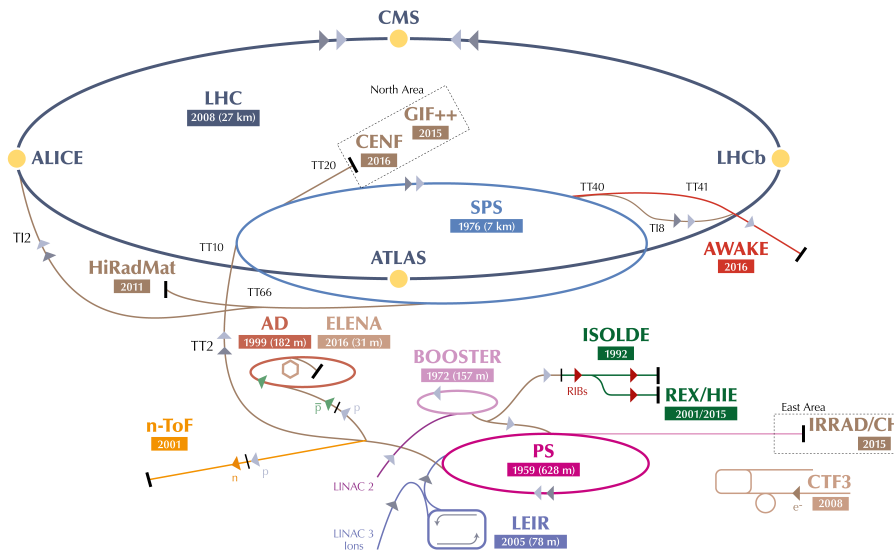 CMS
North Area
LHC
2008 (27 km)
GIF++
2015
CENF
2016
ALICE
LHCb
TT20
TT40
TT41
SPS
1976 (7 km)
TI2
TT10
TI8
AWAKE
2016
ATLAS
HiRadMat
2011
TT66
AD
1999 (182 m)
ELENA
2016 (31 m)
TT2
ISOLDE
1992
BOOSTER
1972 (157 m)
RIBs
REX/HIE
2001/2015
p
p
East Area
n-ToF
2001
IRRAD/CH
2015
PS
1959 (628 m)
n
p
LINAC 2
CTF3
2008
e-
LEIR
2005 (78 m)
LINAC 3
Ions